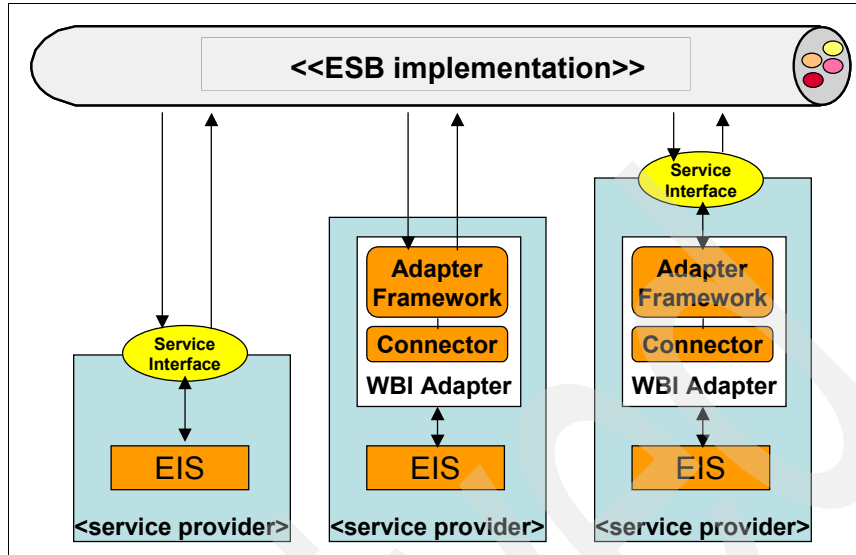 <<ESB implementation>>
Service
Interface
EIS
<service provider>
Adapter
Framework
Connector
WBI Adapter
EIS
<service provider>
Service
Interface
Adapter
Framework
Connector
WBI Adapter
EIS
<service provider>